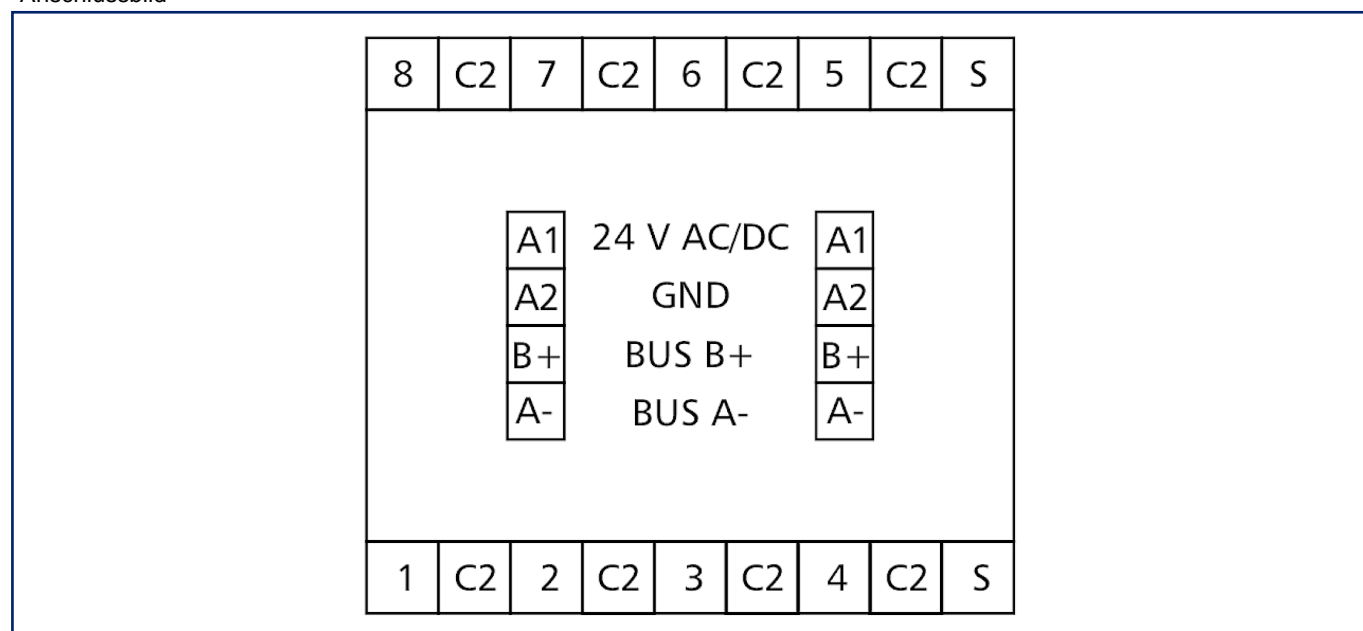 Anschlussbild
8 C2 7 C2 6 C2 5 C2 S
A1 24 V AC/DC A1
A2 GND A2
B+ BUS B+ B+
A- BUS A- A-
1 C2 2 C2 3 C2 4 C2 S